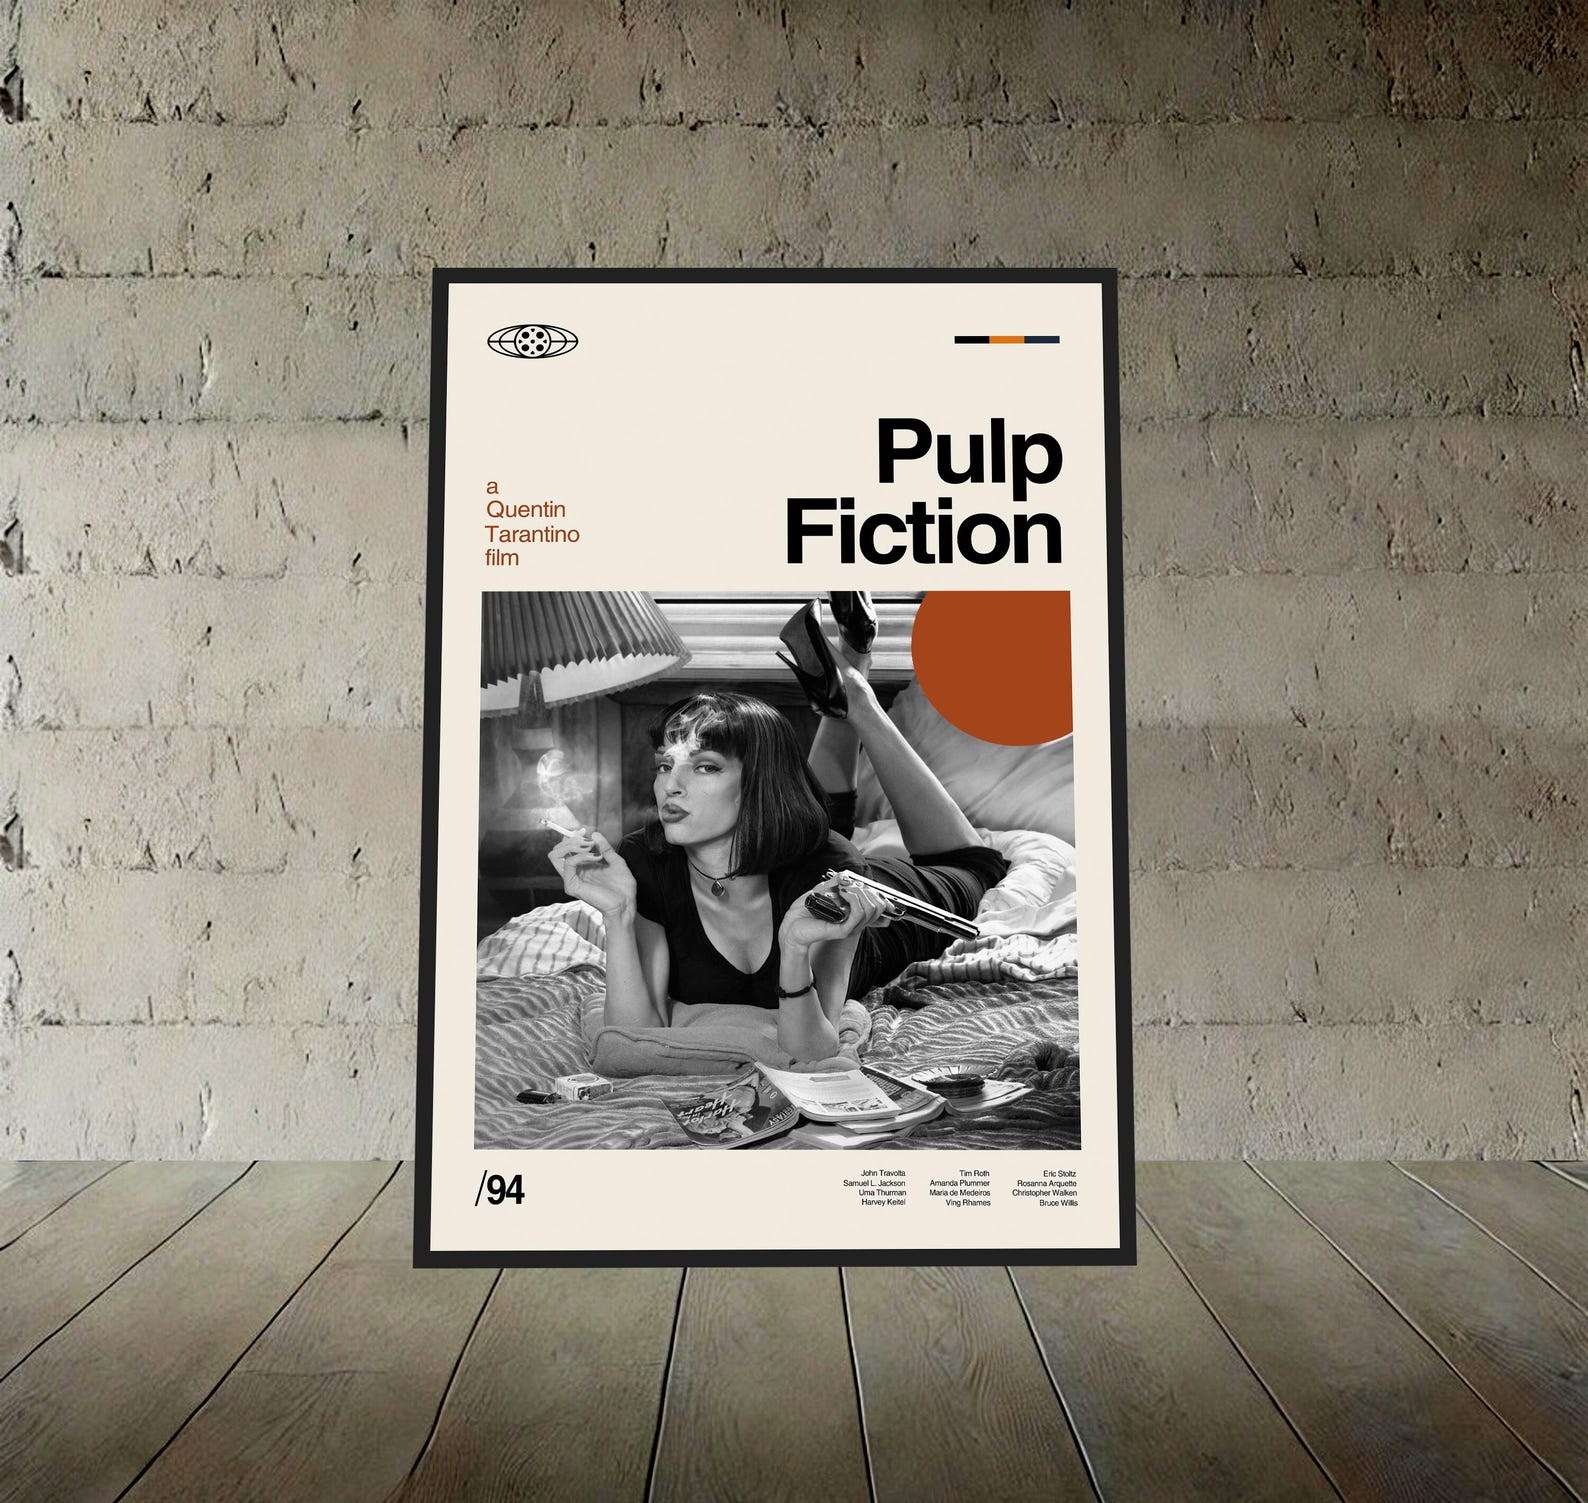 Pulp
Fiction
a
Quentin
Tarantino
film
/94
John Travolta
Samuel L. Jackson
Uma Thurman
Harvey Keitel
Tim Roth
Amanda Plummer
Maria de Medeiros
Ving Rhames
Eric Stoltz
Rosanna Arquette
Christopher Walken
Bruce Willis